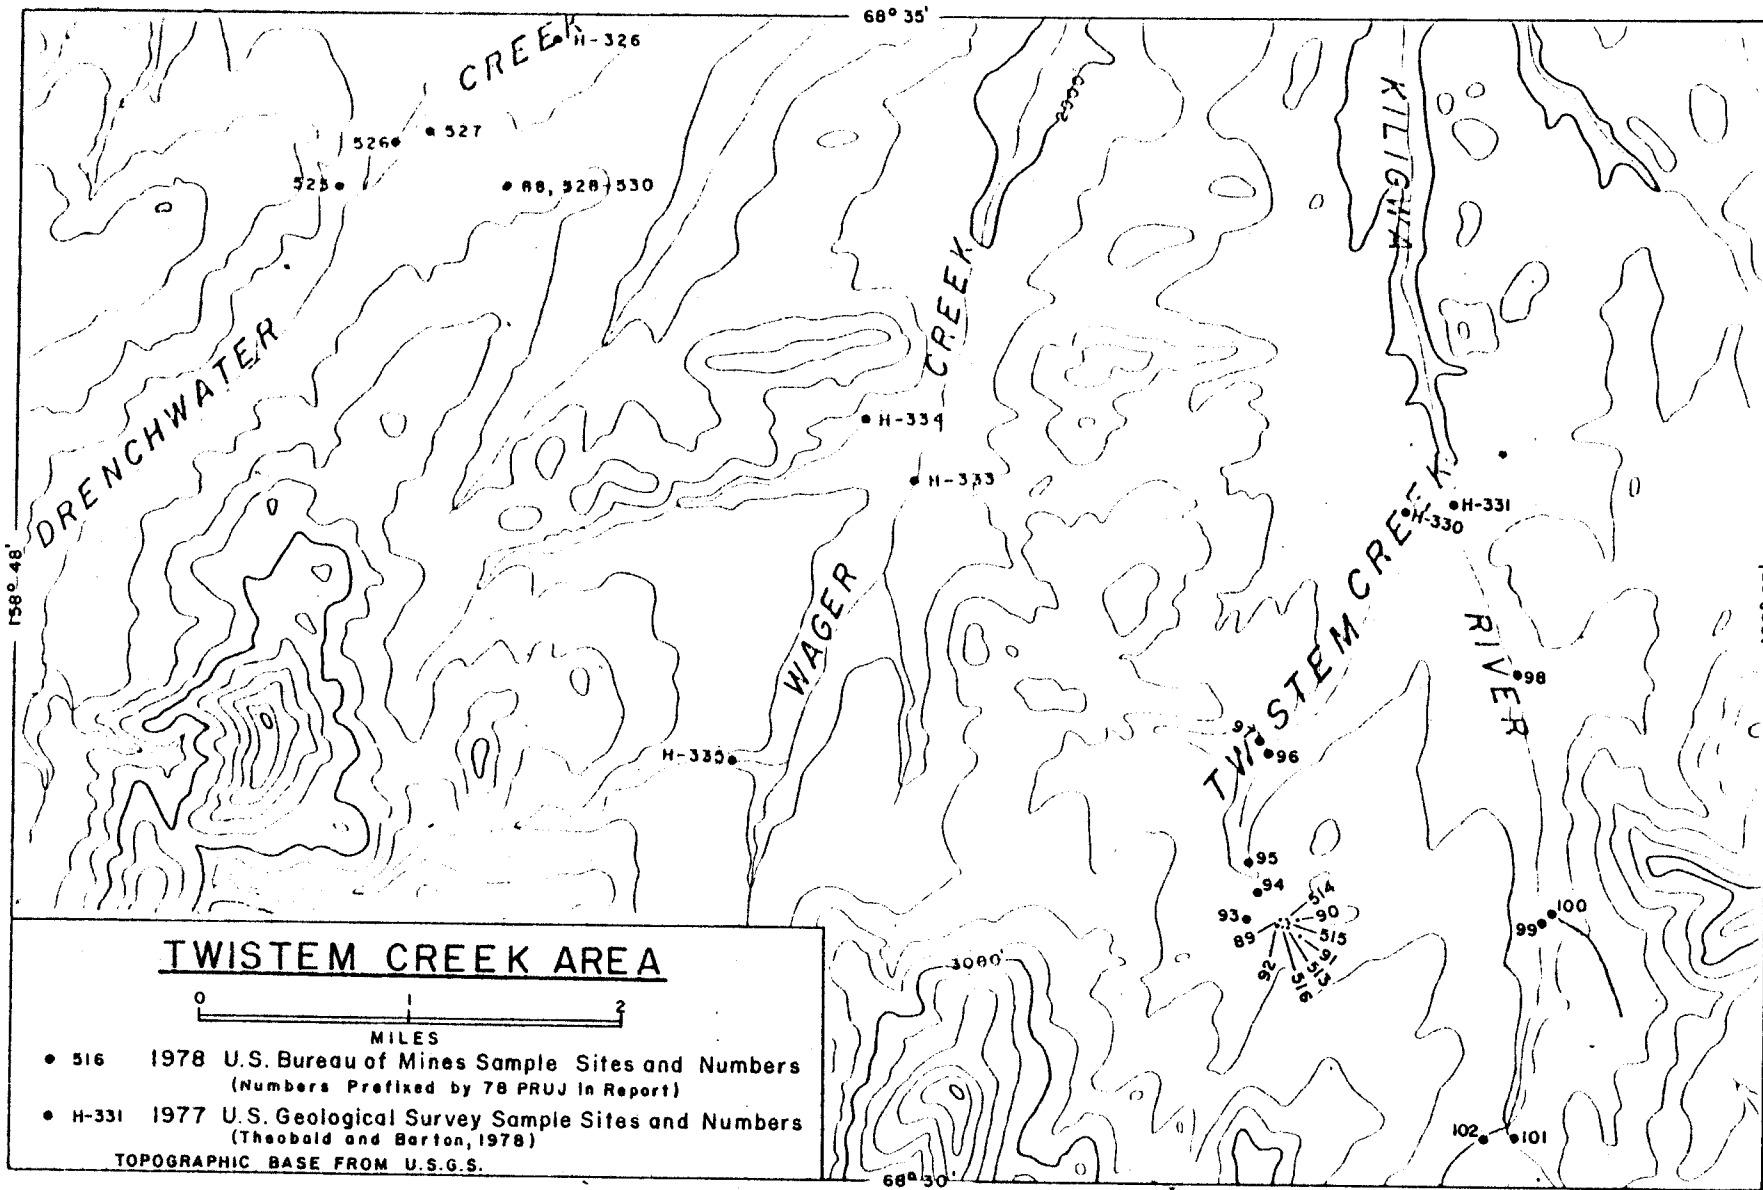 68° 35'
CREEK
H-326
526
527
525
88, 528-530
KILIGWA
CREEK
DRENCHWATER
H-334
H-333
H-331
H-330
TWISTEM CREEK
158° 48'
WAGER
RIVER
98
97
96
H-335
95
94
93
514
90
89
515
91
513
516
92
100
99
3000'
102
101
68° 30'
TWISTEM CREEK AREA
0 1 2
MILES
516 1978 U.S. Bureau of Mines Sample Sites and Numbers
(Numbers Prefixed by 78 PRUJ in Report)
H-331 1977 U.S. Geological Survey Sample Sites and Numbers
(Theobald and Barton, 1978)
TOPOGRAPHIC BASE FROM U.S.G.S.